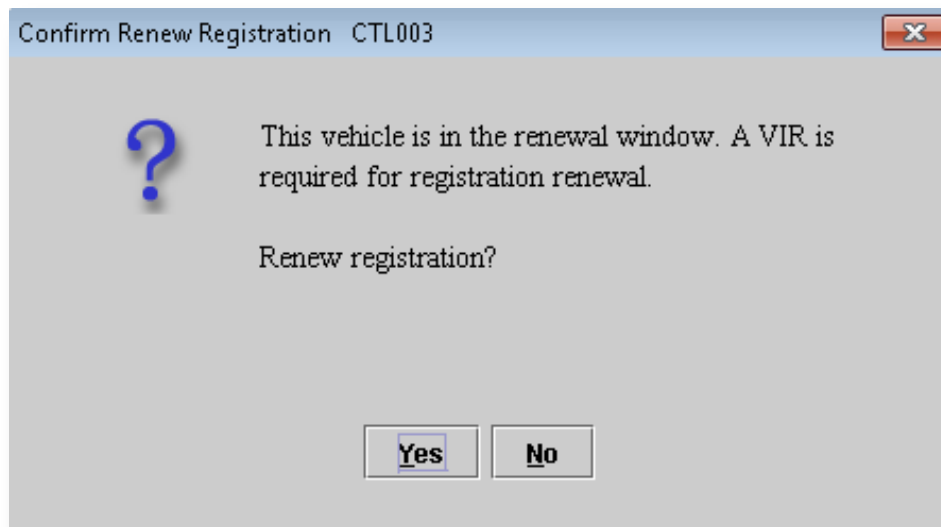 Confirm Renew Registration CTL003
This vehicle is in the renewal window. A VIR is
required for registration renewal.
Renew registration?
Yes No